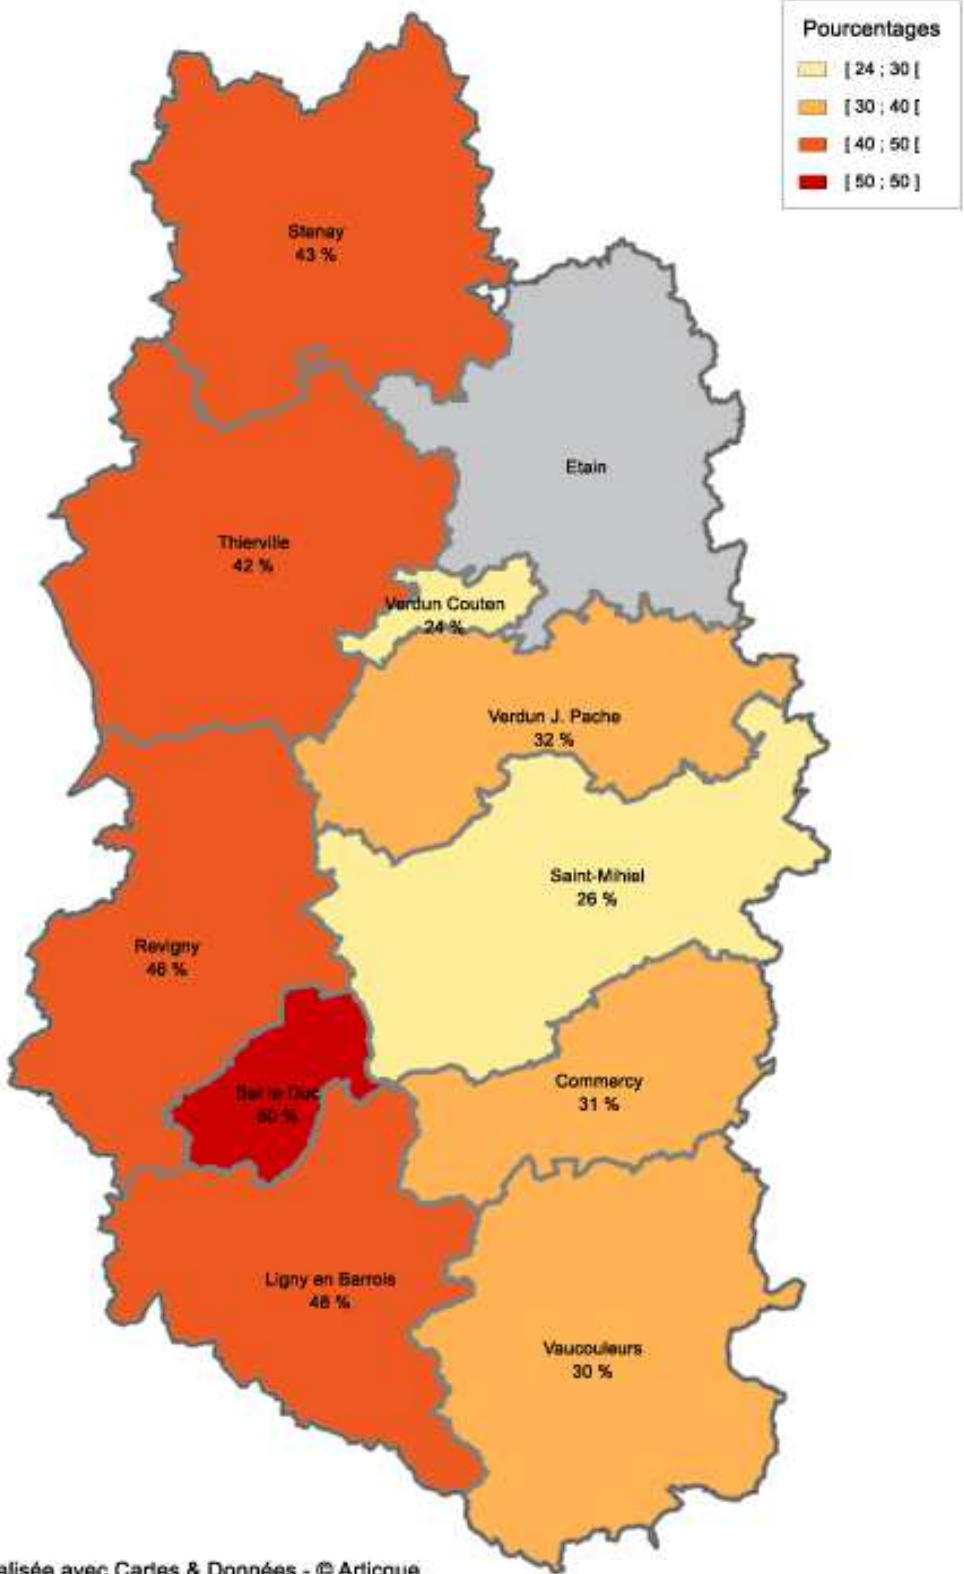 Pourcentages
[ 24 ; 30 [
[ 30 ; 40 [
[ 40 ; 50 [
[ 50 ; 50 ]
Stenay
43 %
Etain
Thierville
42 %
Verdun Couten
24 %
Verdun J. Pache
32 %
Saint-Mihiel
26 %
Revigny
46 %
Bar le Duc
50 %
Commercy
31 %
Ligny en Barrois
48 %
Vaucouleurs
30 %
alisée avec Cartes & Données - © Articque